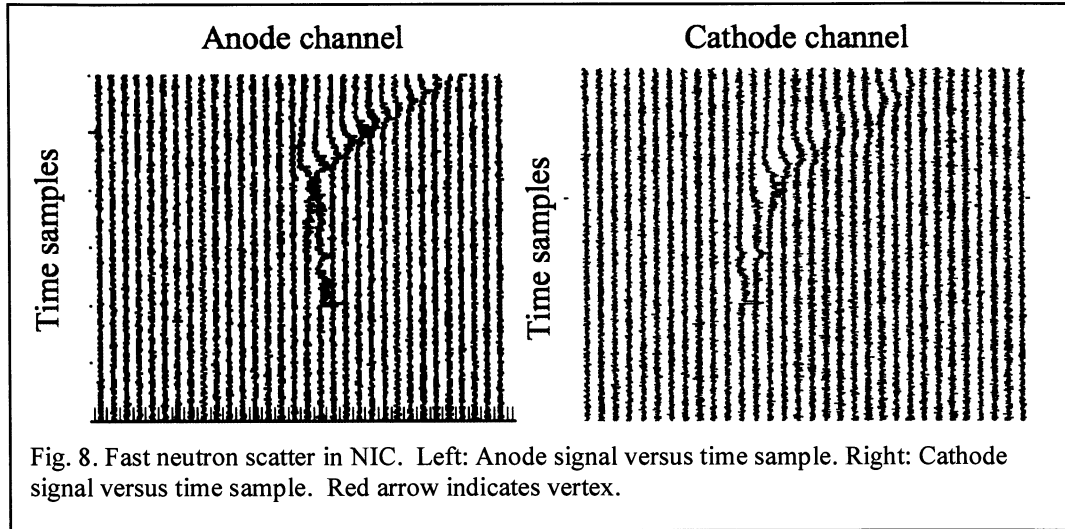 Anode channel
Cathode channel
Time samples
Time samples
Fig. 8. Fast neutron scatter in NIC. Left: Anode signal versus time sample. Right: Cathode
signal versus time sample. Red arrow indicates vertex.